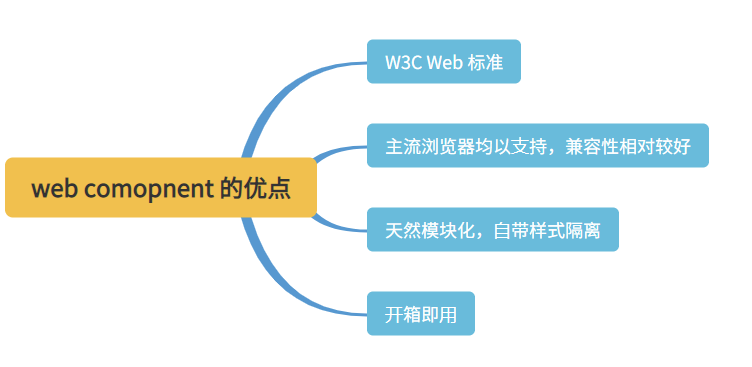 web comopnent 的优点
W3C Web 标准
主流浏览器均以支持，兼容性相对较好
天然模块化，自带样式隔离
开箱即用